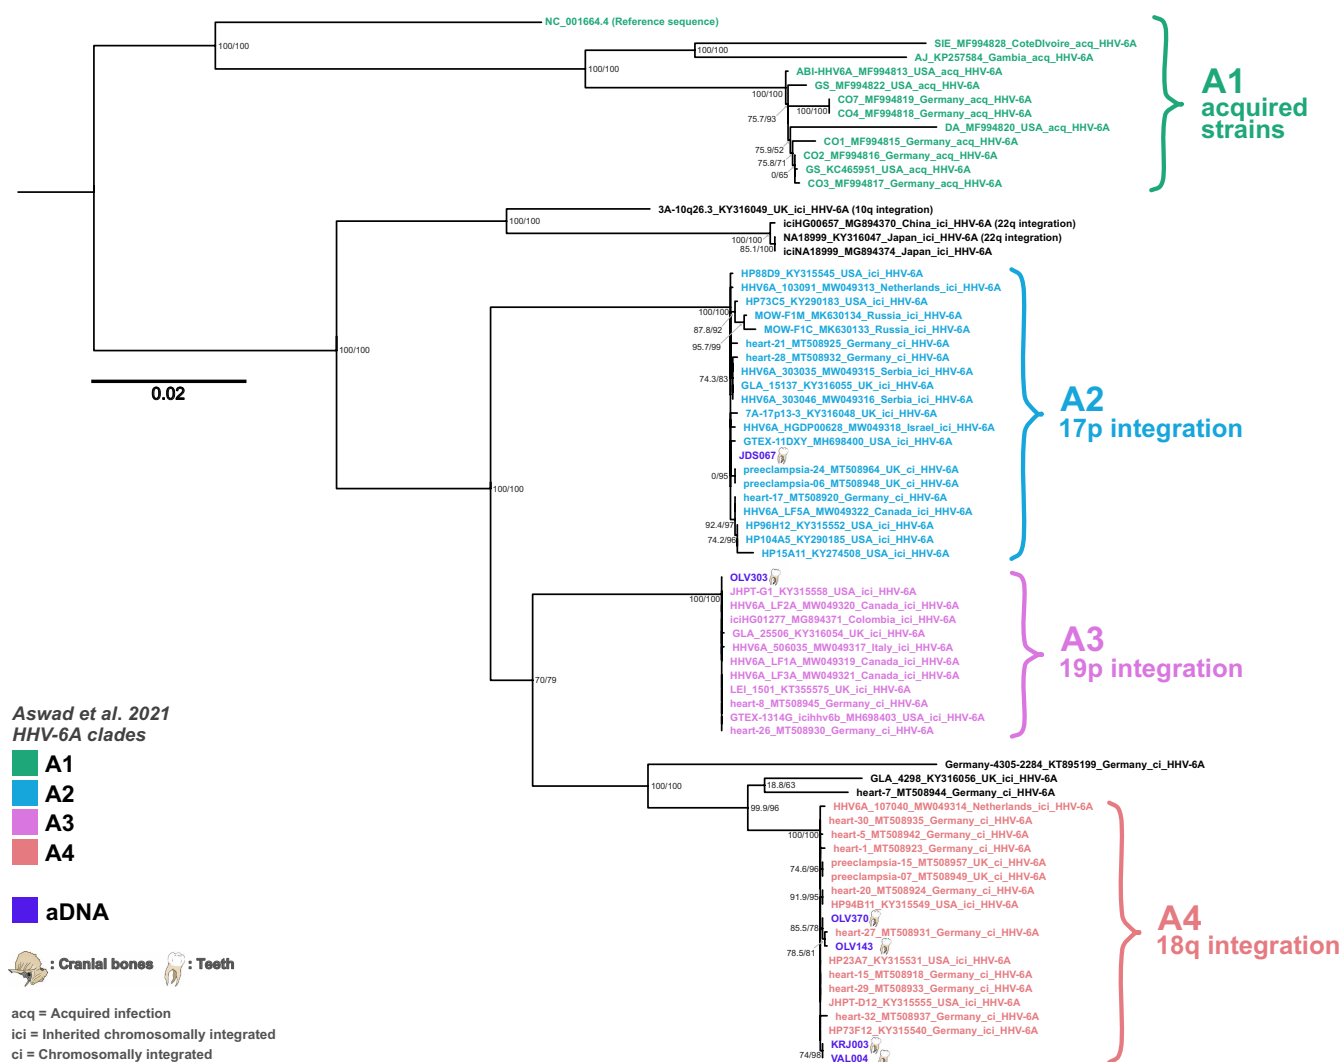 NC_001664.4 (Reference sequence)
100/100
SIE_MF994828_CoteDIvoire_acq_HHV-6A
100/100
AJ_KP257584_Gambia_acq_HHV-6A
100/100
ABI-HHV6A_MF994813_USA_acq_HHV-6A
GS_MF994822_USA_acq_HHV-6A
100/100
CO7_MF994819_Germany_acq_HHV-6A
100/100
CO4_MF994818_Germany_acq_HHV-6A
75.7/93
DA_MF994820_USA_acq_HHV-6A
CO1_MF994815_Germany_acq_HHV-6A
75.9/52
CO2_MF994816_Germany_acq_HHV-6A
75.8/71
GS_KC465951_USA_acq_HHV-6A
0/65
CO3_MF994817_Germany_acq_HHV-6A
A1
acquired
strains
3A-10q26.3_KY316049_UK_ici_HHV-6A (10q integration)
100/100
iciHG00657_MG894370_China_ici_HHV-6A (22q integration)
NA18999_KY316047_Japan_ici_HHV-6A (22q integration)
100/100
85.1/100
iciNA18999_MG894374_Japan_ici_HHV-6A
HP88D9_KY315545_USA_ici_HHV-6A
HHV6A_103091_MW049313_Netherlands_ici_HHV-6A
HP73C5_KY290183_USA_ici_HHV-6A
100/100
MOW-F1M_MK630134_Russia_ici_HHV-6A
87.8/92
MOW-F1C_MK630133_Russia_ici_HHV-6A
95.7/99
heart-21_MT508925_Germany_ci_HHV-6A
100/100
heart-28_MT508932_Germany_ci_HHV-6A
HHV6A_303035_MW049315_Serbia_ici_HHV-6A
74.3/83
GLA_15137_KY316055_UK_ici_HHV-6A
HHV6A_303046_MW049316_Serbia_ici_HHV-6A
0.02
7A-17p13-3_KY316048_UK_ici_HHV-6A
HHV6A_HGDP00628_MW049318_Israel_ici_HHV-6A
GTEX-11DXY_MH698400_USA_ici_HHV-6A
JDS067
preeclampsia-24_MT508964_UK_ci_HHV-6A
0/95
preeclampsia-06_MT508948_UK_ci_HHV-6A
100/100
heart-17_MT508920_Germany_ci_HHV-6A
HHV6A_LF5A_MW049322_Canada_ici_HHV-6A
92.4/97
HP96H12_KY315552_USA_ici_HHV-6A
74.2/96
HP104A5_KY290185_USA_ici_HHV-6A
HP15A11_KY274508_USA_ici_HHV-6A
A2
17p integration
OLV303
JHPT-G1_KY315558_USA_ici_HHV-6A
100/100
HHV6A_LF2A_MW049320_Canada_ici_HHV-6A
iciHG01277_MG894371_Colombia_ici_HHV-6A
GLA_25506_KY316054_UK_ici_HHV-6A
HHV6A_506035_MW049317_Italy_ici_HHV-6A
HHV6A_LF1A_MW049319_Canada_ici_HHV-6A
HHV6A_LF3A_MW049321_Canada_ici_HHV-6A
70/79
LEI_1501_KT355575_UK_ici_HHV-6A
heart-8_MT508945_Germany_ci_HHV-6A
GTEX-1314G_icihhv6b_MH698403_USA_ici_HHV-6A
heart-26_MT508930_Germany_ci_HHV-6A
A3
19p integration
Germany-4305-2284_KT895199_Germany_ci_HHV-6A
GLA_4298_KY316056_UK_ici_HHV-6A
100/100
18.8/63
heart-7_MT508944_Germany_ci_HHV-6A
99.9/96
HHV6A_107040_MW049314_Netherlands_ici_HHV-6A
heart-30_MT508935_Germany_ci_HHV-6A
100/100
heart-5_MT508942_Germany_ci_HHV-6A
heart-1_MT508923_Germany_ci_HHV-6A
preeclampsia-15_MT508957_UK_ci_HHV-6A
74.6/96
preeclampsia-07_MT508949_UK_ci_HHV-6A
heart-20_MT508924_Germany_ci_HHV-6A
91.9/95
HP94B11_KY315549_USA_ici_HHV-6A
OLV370
85.5/78
heart-27_MT508931_Germany_ci_HHV-6A
OLV143
78.5/81
HP23A7_KY315531_USA_ici_HHV-6A
heart-15_MT508918_Germany_ci_HHV-6A
heart-29_MT508933_Germany_ci_HHV-6A
JHPT-D12_KY315555_USA_ici_HHV-6A
heart-32_MT508937_Germany_ci_HHV-6A
HP73F12_KY315540_Germany_ici_HHV-6A
KRJ003
74/98
VAL004
A4
18q integration
Aswad et al. 2021
HHV-6A clades
A1
A2
A3
A4
aDNA
: Cranial bones
: Teeth
acq = Acquired infection
ici = Inherited chromosomally integrated
ci = Chromosomally integrated